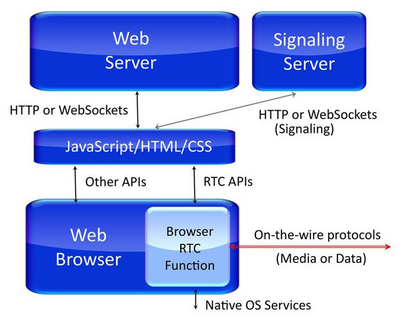 Web
Server
Signaling
Server
HTTP or WebSockets
HTTP or WebSockets
(Signaling)
JavaScript/HTML/CSS
Other APIs
RTC APIs
Web
Browser
Browser
RTC
Function
On-the-wire protocols
(Media or Data)
Native OS Services